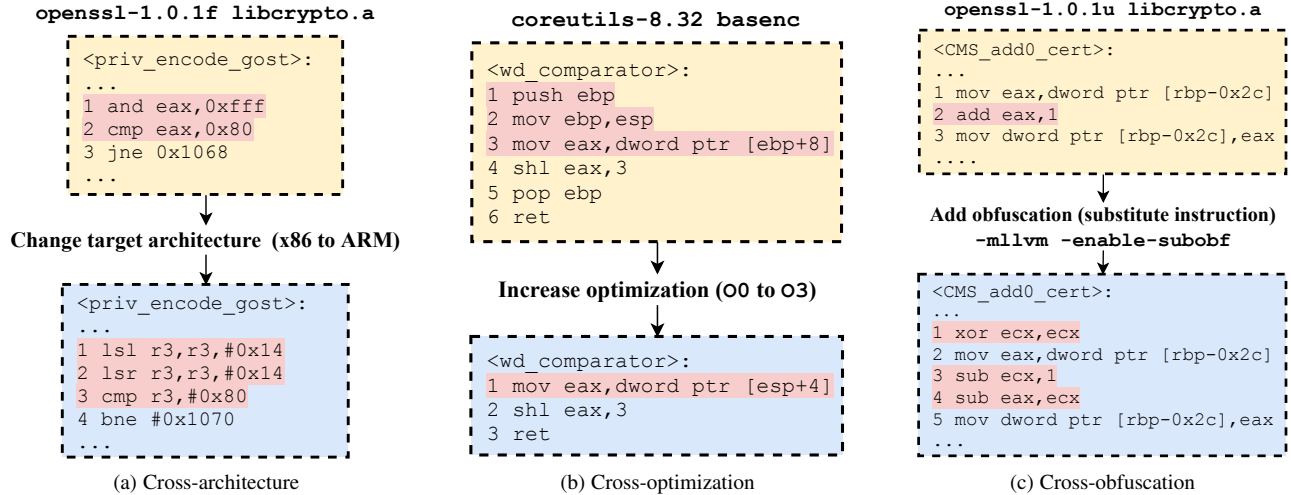 openssl-1.0.1f libcrypto.a
<priv_encode_gost>:
...
1 and eax,0xfff
2 cmp eax,0x80
3 jne 0x1068
...
Change target architecture (x86 to ARM)
<priv_encode_gost>:
...
1 lsl r3,r3,#0x14
2 lsr r3,r3,#0x14
3 cmp r3,#0x80
4 bne #0x1070
...
(a) Cross-architecture
coreutils-8.32 basenc
<wd_comparator>:
1 push ebp
2 mov ebp,esp
3 mov eax,dword ptr [ebp+8]
4 shl eax,3
5 pop ebp
6 ret
Increase optimization (O0 to O3)
<wd_comparator>:
1 mov eax,dword ptr [esp+4]
2 shl eax,3
3 ret
(b) Cross-optimization
openssl-1.0.1u libcrypto.a
<CMS_add0_cert>:
...
1 mov eax,dword ptr [rbp-0x2c]
2 add eax,1
3 mov dword ptr [rbp-0x2c],eax
....
Add obfuscation (substitute instruction)
-mllvm -enable-subobf
<CMS_add0_cert>:
...
1 xor ecx,ecx
2 mov eax,dword ptr [rbp-0x2c]
3 sub ecx,1
4 sub eax,ecx
5 mov dword ptr [rbp-0x2c],eax
...
(c) Cross-obfuscation